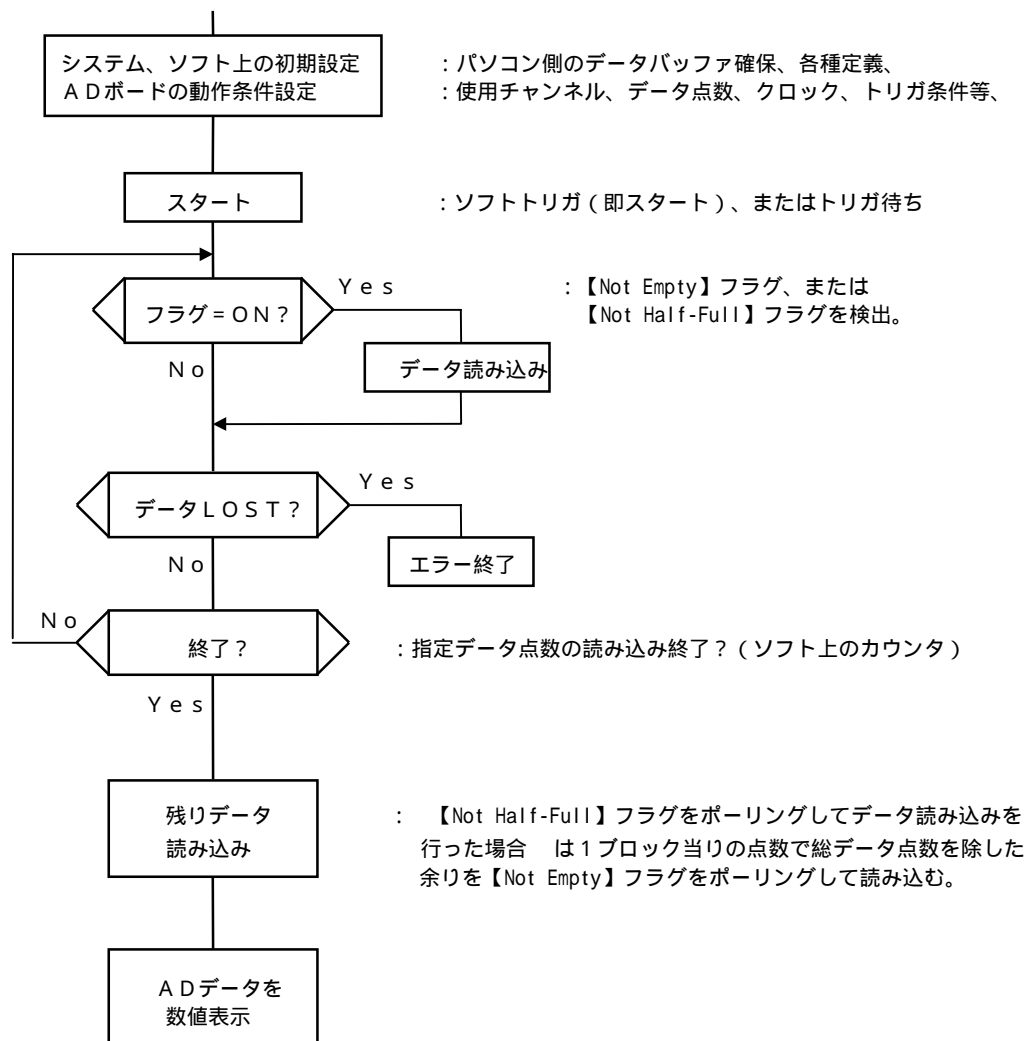 システム、ソフト上の初期設定
ＡＤボードの動作条件設定
：パソコン側のデータバッファ確保、各種定義、
：使用チャンネル、データ点数、クロック、トリガ条件等、
スタート
：ソフトトリガ（即スタート）、またはトリガ待ち
フラグ＝ＯＮ？
Ｙｅｓ
：【Not Empty】フラグ、または
【Not Half-Full】フラグを検出。
Ｎｏ
データ読み込み
データＬＯＳＴ？
Ｙｅｓ
Ｎｏ
エラー終了
Ｎｏ
終了？
：指定データ点数の読み込み終了？（ソフト上のカウンタ）
Ｙｅｓ
残りデータ
読み込み
：　【Not Half-Full】フラグをポーリングしてデータ読み込みを
行った場合　は１ブロック当りの点数で総データ点数を除した
余りを【Not Empty】フラグをポーリングして読み込む。
ＡＤデータを
数値表示